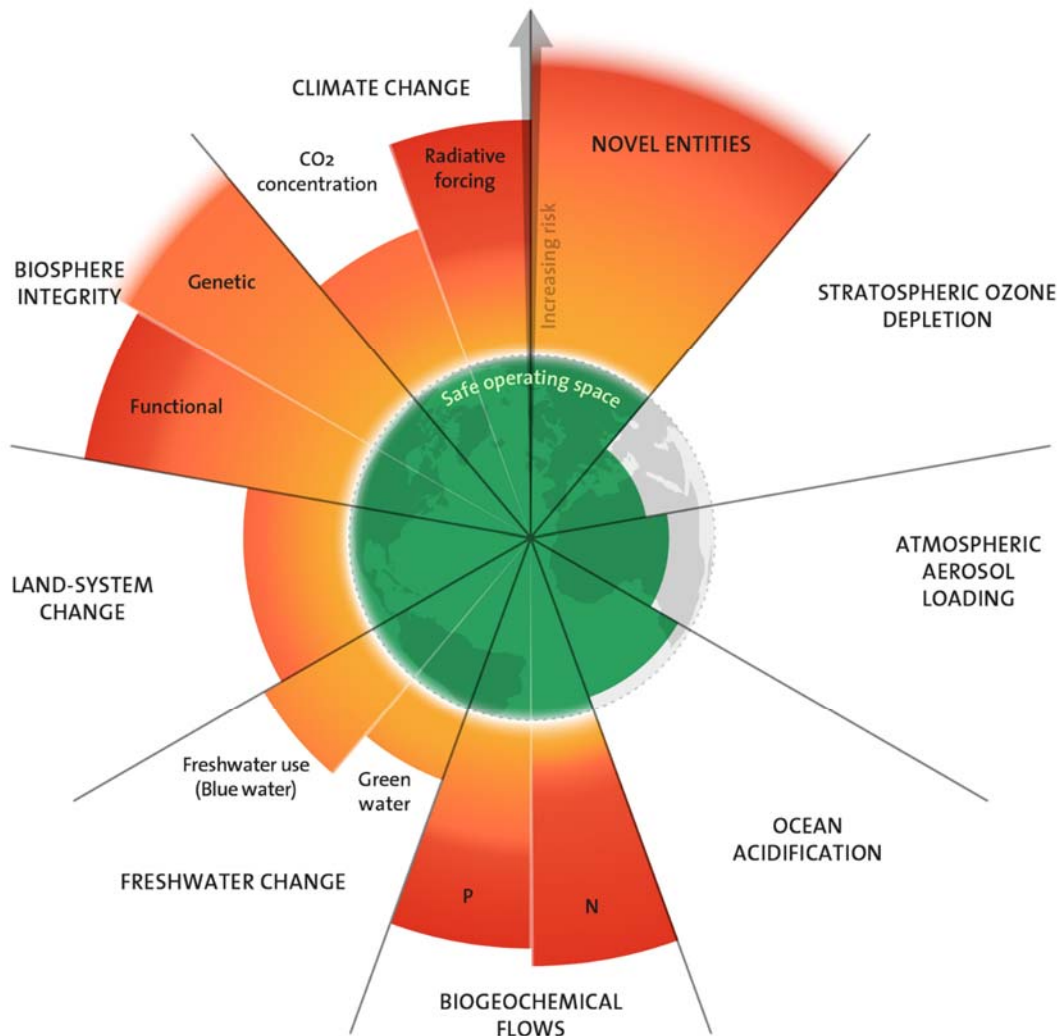 CLIMATE CHANGE
CO2
concentration
Radiative
forcing
NOVEL ENTITIES
Increasing risk
BIOSPHERE
INTEGRITY
Genetic
Functional
STRATOSPHERIC OZONE
DEPLETION
Safe operating space
LAND-SYSTEM
CHANGE
ATMOSPHERIC
AEROSOL
LOADING
Freshwater use
(Blue water)
Green
water
FRESHWATER CHANGE
OCEAN
ACIDIFICATION
P
N
BIOGEOCHEMICAL
FLOWS